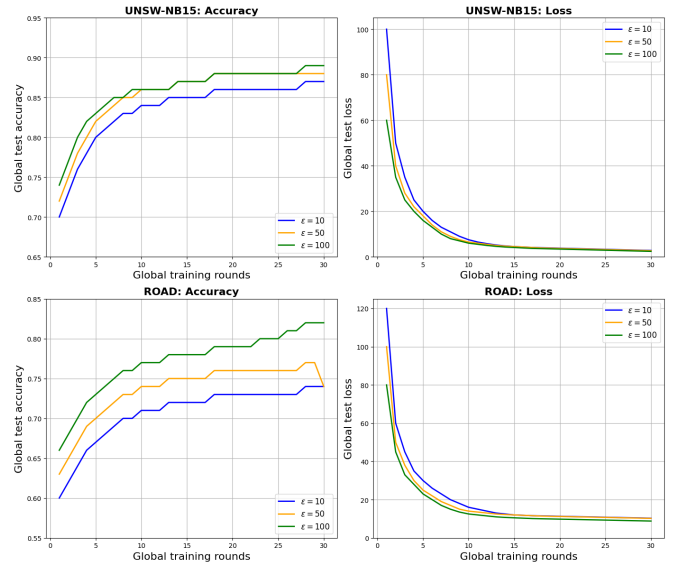 UNSW-NB15: Accuracy
Global test accuracy
0.95
0.90
0.85
0.80
0.75
0.70
0.65
0
5
10
15
20
25
30
Global training rounds
ε = 10
ε = 50
ε = 100
UNSW-NB15: Loss
Global test loss
100
80
60
40
20
0
0
5
10
15
20
25
30
Global training rounds
ε = 10
ε = 50
ε = 100
ROAD: Accuracy
Global test accuracy
0.85
0.80
0.75
0.70
0.65
0.60
0.55
0
5
10
15
20
25
30
Global training rounds
ε = 10
ε = 50
ε = 100
ROAD: Loss
Global test loss
120
100
80
60
40
20
0
0
5
10
15
20
25
30
Global training rounds
ε = 10
ε = 50
ε = 100